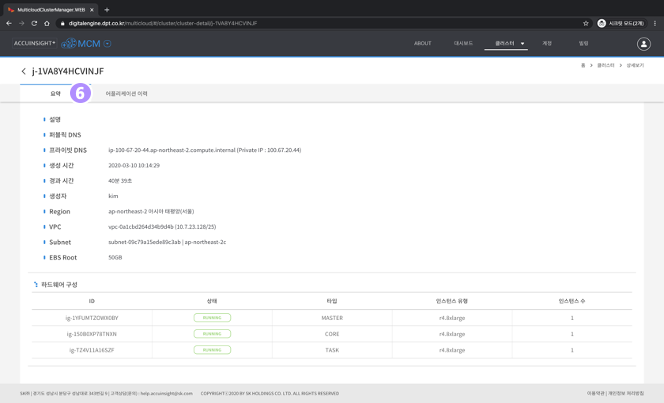 MulticloudClusterManager WEB
digitalengine.dpt.co.kr/multicloud/#/cluster/cluster-detail/j-1VA8Y4HCVINJF
시크릿 모드(2개)
ACCUINSIGHT+ MCM
ABOUT 대시보드 클러스터 계정 빌링
j-1VA8Y4HCVINJF
홈 > 클러스터 > 상세보기
요약 6 어플리케이션 이력
설명
퍼블릭 DNS
프라이빗 DNS ip-100-67-20-44.ap-northeast-2.compute.internal (Private IP : 100.67.20.44)
생성 시간 2020-03-10 10:14:29
경과 시간 40분 39초
생성자 kim
Region ap-northeast-2 아시아 태평양(서울)
VPC vpc-0a1cbd264d34b9d4b (10.7.23.128/25)
Subnet subnet-09c79a15ede89c3ab | ap-northeast-2c
EBS Root 50GB
하드웨어 구성
ID 상태 타입 인스턴스 유형 인스턴스 수
ig-1YFUMTZOWX0BY RUNNING MASTER r4.8xlarge 1
ig-3S0B6XP78TNXN RUNNING CORE r4.8xlarge 1
ig-TZ4V11A16SZF RUNNING TASK r4.8xlarge 1
SK㈜ | 경기도 성남시 분당구 성남대로 343번길 9 | 고객상담(문의) : help.accuinsight@sk.com COPYRIGHT(C)2020 BY SK HOLDINGS CO. LTD. ALL RIGHTS RESERVED
이용약관 | 개인정보 처리방침